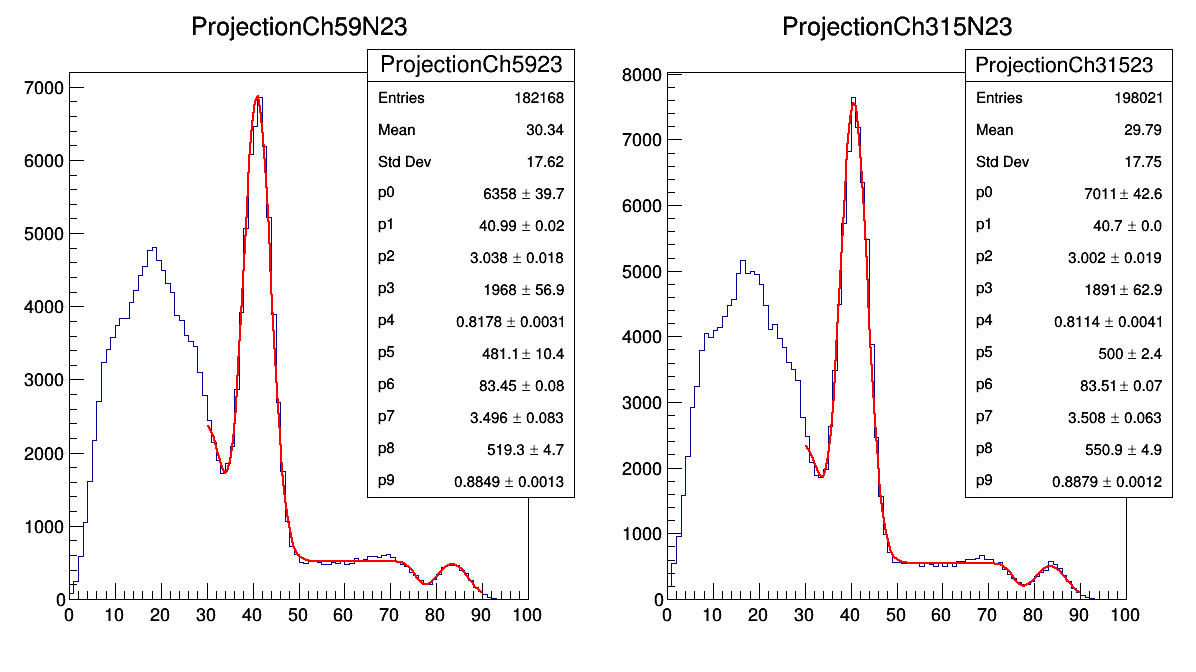 ProjectionCh59N23
ProjectionCh5923
Entries 182168
Mean 30.34
Std Dev 17.62
p0 6358 ± 39.7
p1 40.99 ± 0.02
p2 3.038 ± 0.018
p3 1968 ± 56.9
p4 0.8178 ± 0.0031
p5 481.1 ± 10.4
p6 83.45 ± 0.08
p7 3.496 ± 0.083
p8 519.3 ± 4.7
p9 0.8849 ± 0.0013
7000
6000
5000
4000
3000
2000
1000
0
0 10 20 30 40 50 60 70 80 90 100
ProjectionCh315N23
ProjectionCh31523
Entries 198021
Mean 29.79
Std Dev 17.75
p0 7011 ± 42.6
p1 40.7 ± 0.0
p2 3.002 ± 0.019
p3 1891 ± 62.9
p4 0.8114 ± 0.0041
p5 500 ± 2.4
p6 83.51 ± 0.07
p7 3.508 ± 0.063
p8 550.9 ± 4.9
p9 0.8879 ± 0.0012
8000
7000
6000
5000
4000
3000
2000
1000
0
0 10 20 30 40 50 60 70 80 90 100